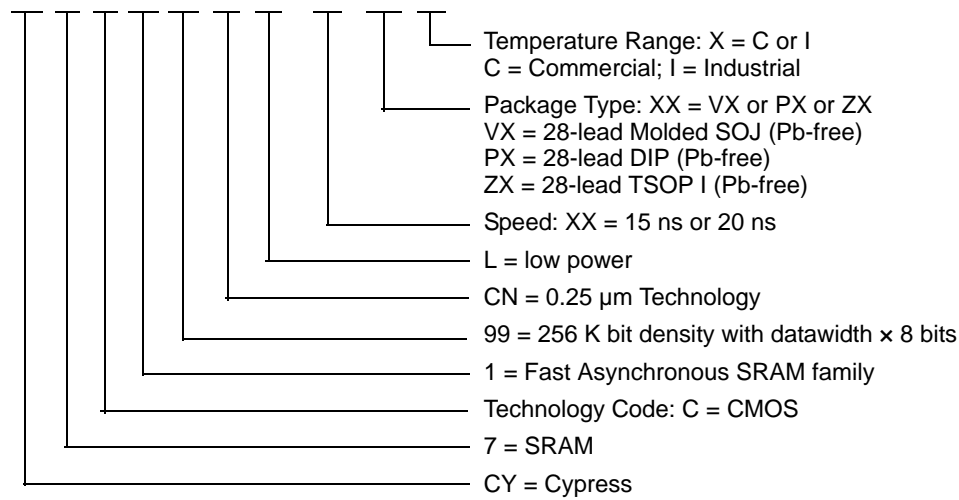 Temperature Range: X = C or I
C = Commercial; I = Industrial
Package Type: XX = VX or PX or ZX
VX = 28-lead Molded SOJ (Pb-free)
PX = 28-lead DIP (Pb-free)
ZX = 28-lead TSOP I (Pb-free)
Speed: XX = 15 ns or 20 ns
L = low power
CN = 0.25 µm Technology
99 = 256 K bit density with datawidth × 8 bits
1 = Fast Asynchronous SRAM family
Technology Code: C = CMOS
7 = SRAM
CY = Cypress